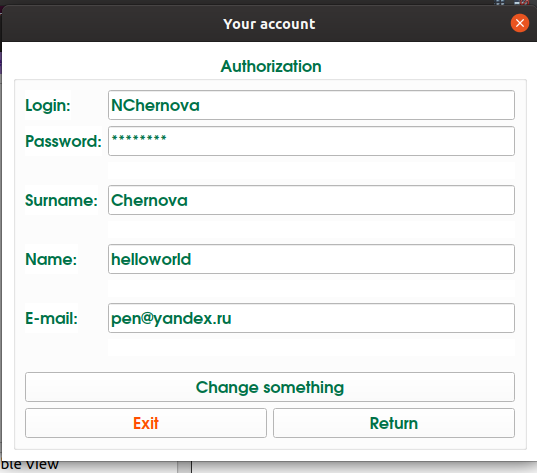 Your account
Authorization
Login: NChernova
Password: ********
Surname: Chernova
Name: helloworld
E-mail: pen@yandex.ru
Change something
Exit Return
ble View